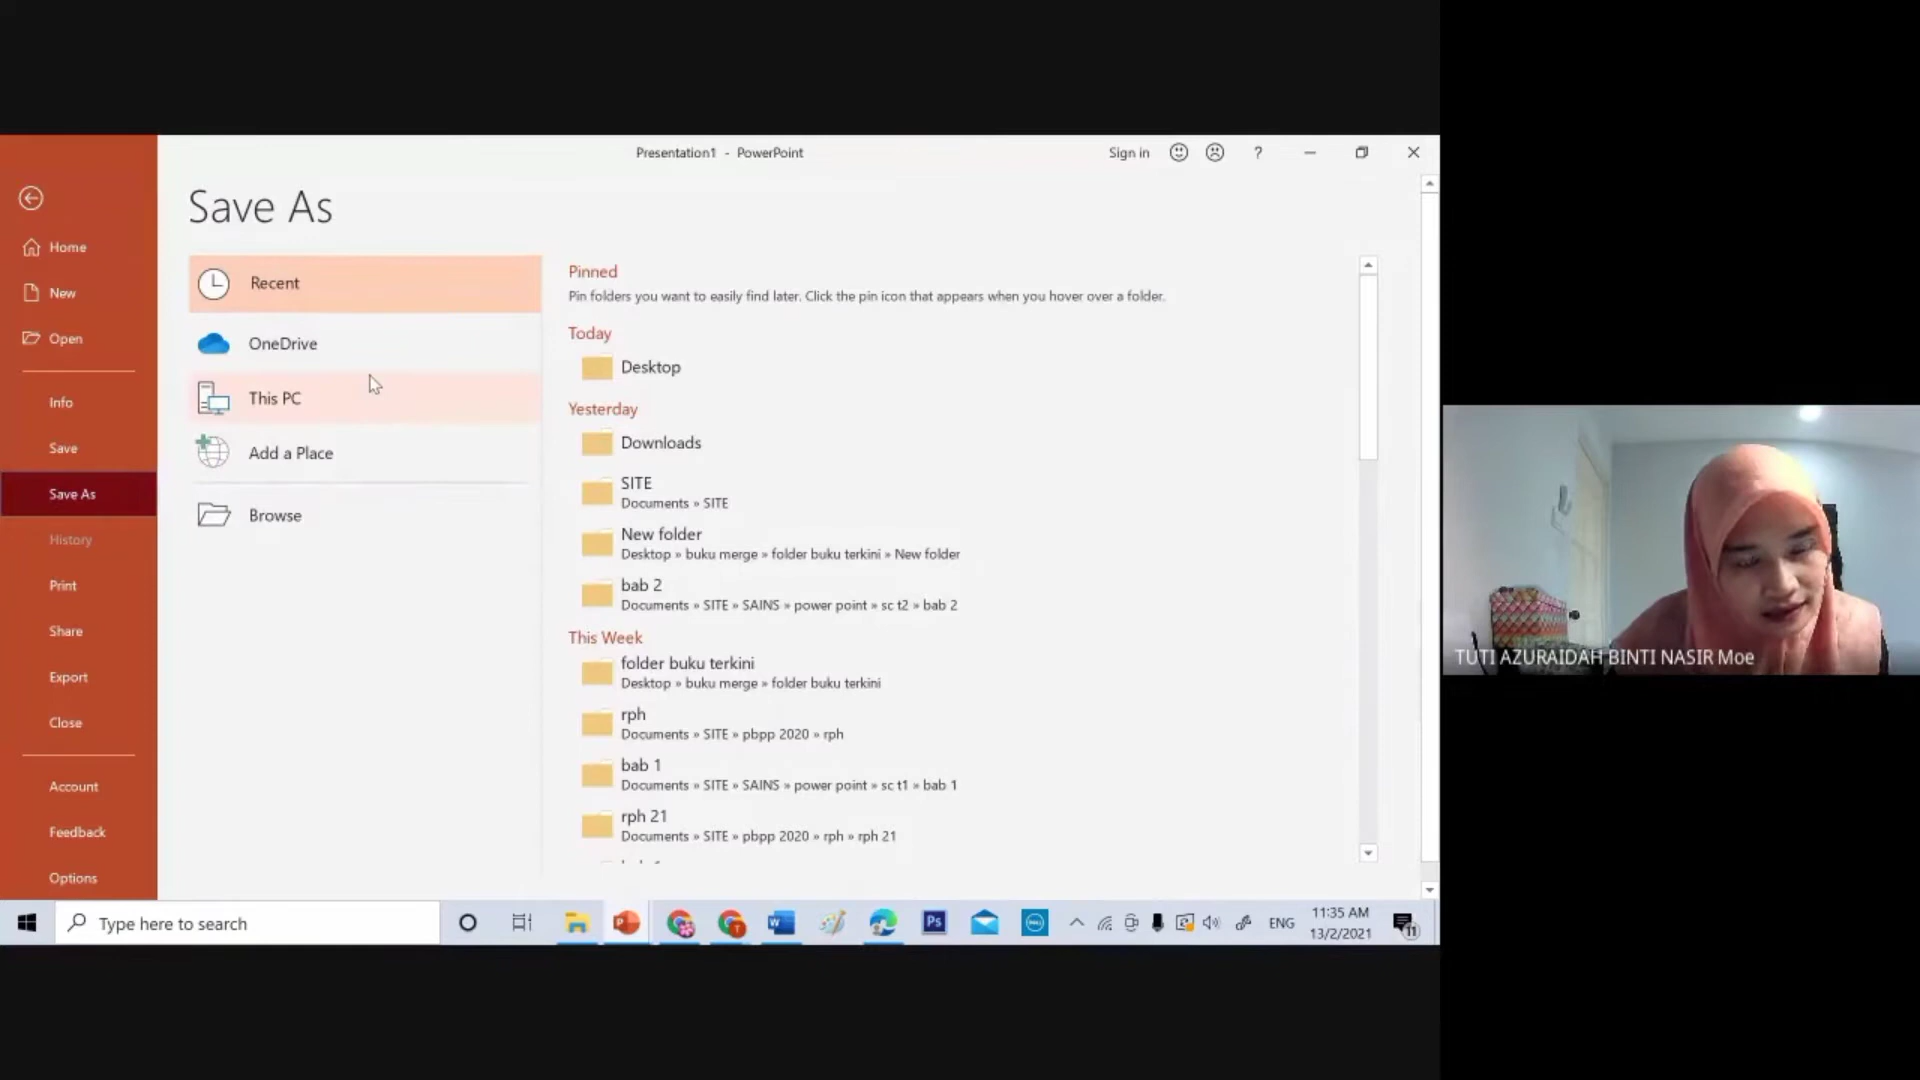 Presentation1 - PowerPoint
Sign in
?
Save As
Home
New
Open
Info
Save
Save As
History
Print
Share
Export
Close
Account
Feedback
Options
Recent
OneDrive
This PC
Add a Place
Browse
Pinned
Pin folders you want to easily find later. Click the pin icon that appears when you hover over a folder.
Today
Desktop
Yesterday
Downloads
SITE
Documents » SITE
New folder
Desktop » buku merge » folder buku terkini » New folder
bab 2
Documents » SITE » SAINS » power point » sc t2 » bab 2
This Week
folder buku terkini
Desktop » buku merge » folder buku terkini
rph
Documents » SITE » pbpp 2020 » rph
bab 1
Documents » SITE » SAINS » power point » sc t1 » bab 1
rph 21
Documents » SITE » pbpp 2020 » rph » rph 21
TUTI AZURAIDAH BINTI NASIR Moe
Type here to search
Ps
DELL
ENG
11:35 AM
13/2/2021
11